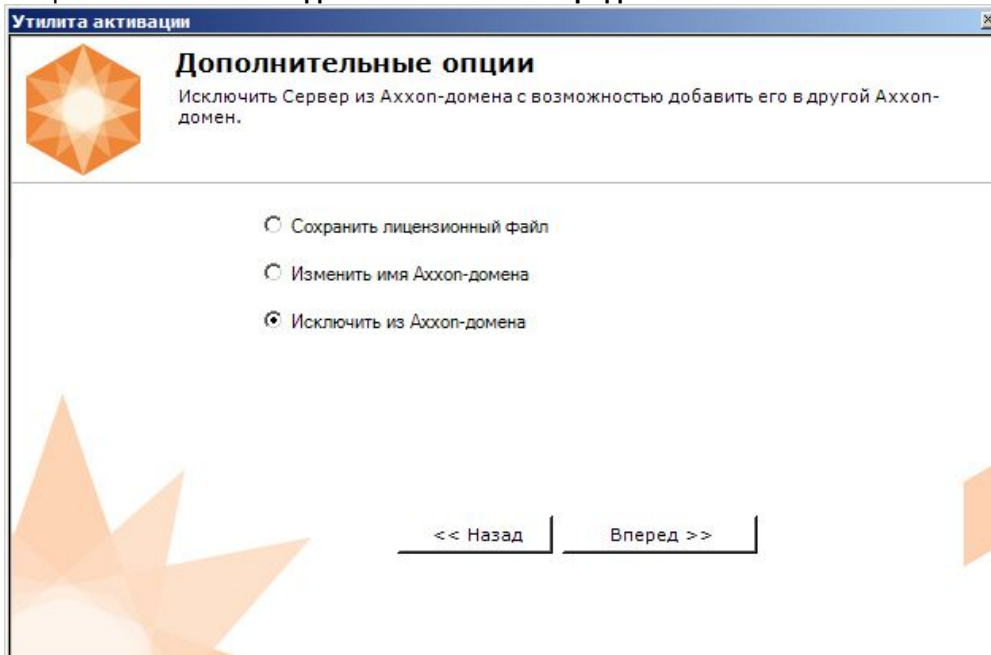 Утилита активации
Дополнительные опции
Исключить Сервер из Axxon-домена с возможностью добавить его в другой Axxon-
домен.
Сохранить лицензионный файл
Изменить имя Axxon-домена
Исключить из Axxon-домена
<< Назад
Вперед >>